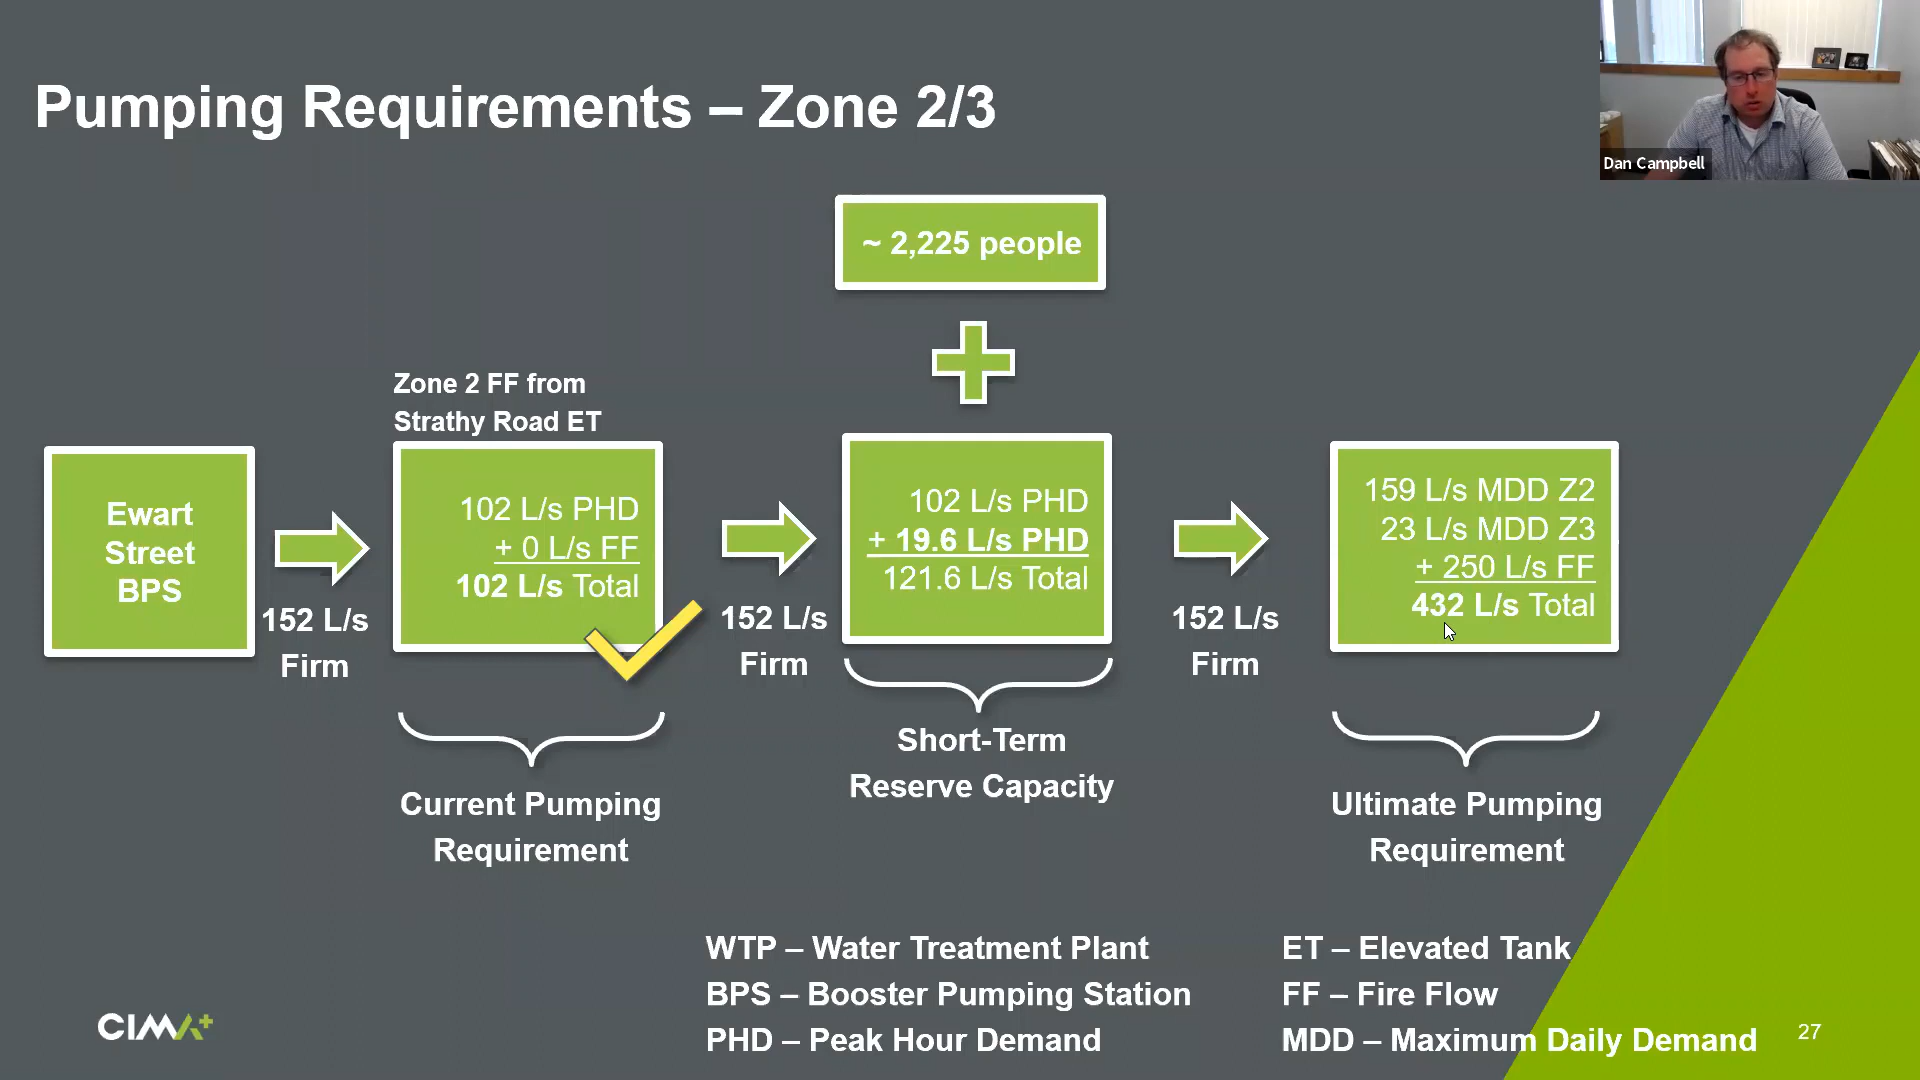 Pumping Requirements – Zone 2/3
Dan Campbell
~ 2,225 people
Zone 2 FF from
Strathy Road ET
Ewart
Street
BPS
152 L/s
Firm
102 L/s PHD
+ 0 L/s FF
102 L/s Total
152 L/s
Firm
102 L/s PHD
+ 19.6 L/s PHD
121.6 L/s Total
152 L/s
Firm
159 L/s MDD Z2
23 L/s MDD Z3
+ 250 L/s FF
432 L/s Total
Current Pumping
Requirement
Short-Term
Reserve Capacity
Ultimate Pumping
Requirement
WTP – Water Treatment Plant
BPS – Booster Pumping Station
PHD – Peak Hour Demand
ET – Elevated Tank
FF – Fire Flow
MDD – Maximum Daily Demand
CIMA+
27